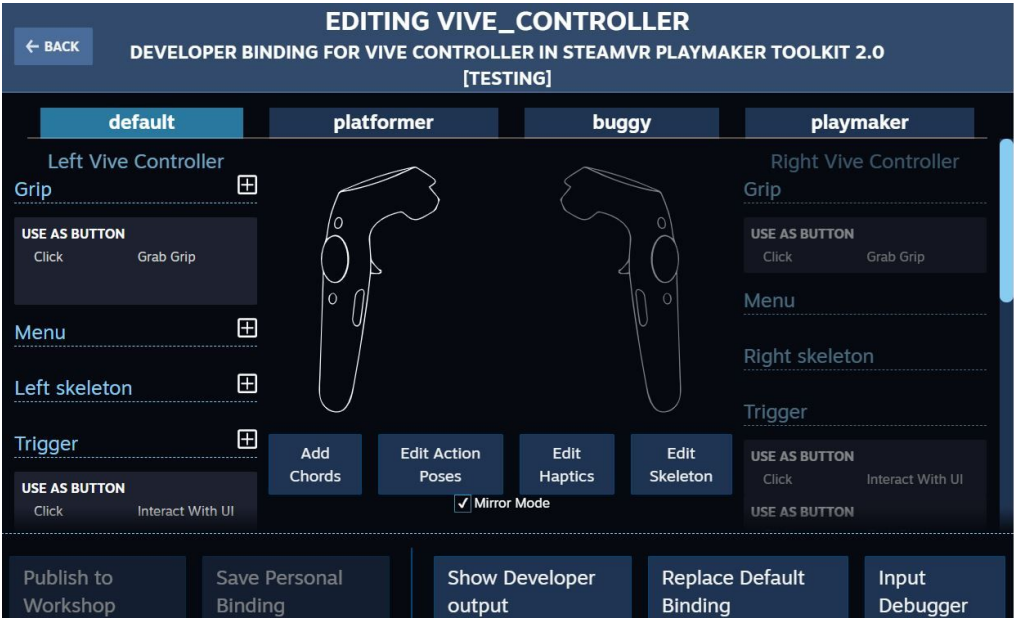 EDITING VIVE_CONTROLLER
← BACK
DEVELOPER BINDING FOR VIVE CONTROLLER IN STEAMVR PLAYMAKER TOOLKIT 2.0
[TESTING]
default
platformer
buggy
playmaker
Left Vive Controller
Grip
USE AS BUTTON
Click Grab Grip
Menu
Left skeleton
Trigger
USE AS BUTTON
Click Interact With UI
Add
Chords
Edit Action
Poses
Edit
Haptics
Edit
Skeleton
Mirror Mode
Right Vive Controller
Grip
USE AS BUTTON
Click Grab Grip
Menu
Right skeleton
Trigger
USE AS BUTTON
Click Interact With UI
USE AS BUTTON
Publish to
Workshop
Save Personal
Binding
Show Developer
output
Replace Default
Binding
Input
Debugger